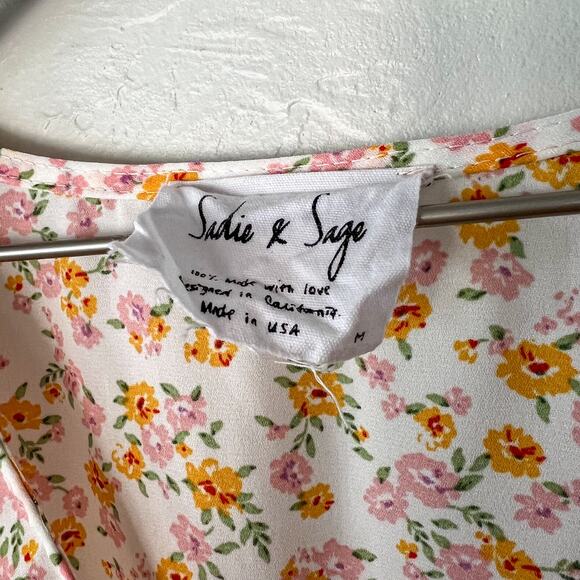 Sadie & Sage
100% made with love
designed in California.
Made in USA
M